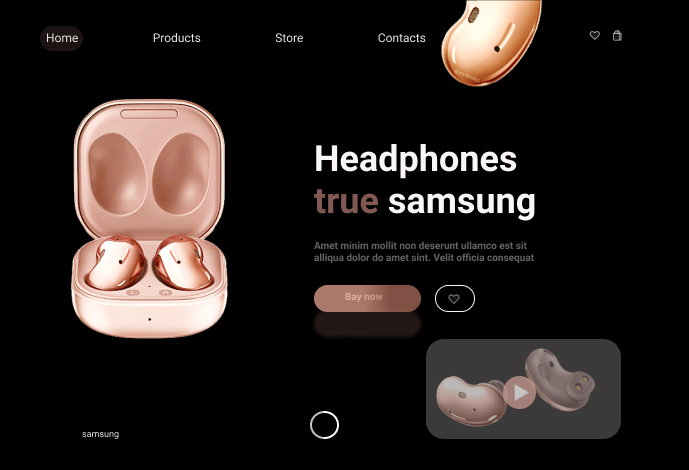 Home
Products
Store
Contacts
Headphones
true samsung
Amet minim mollit non deserunt ullamco est sit
alliqua dolor do amet sint. Velit officia consequat
Bay now
samsung